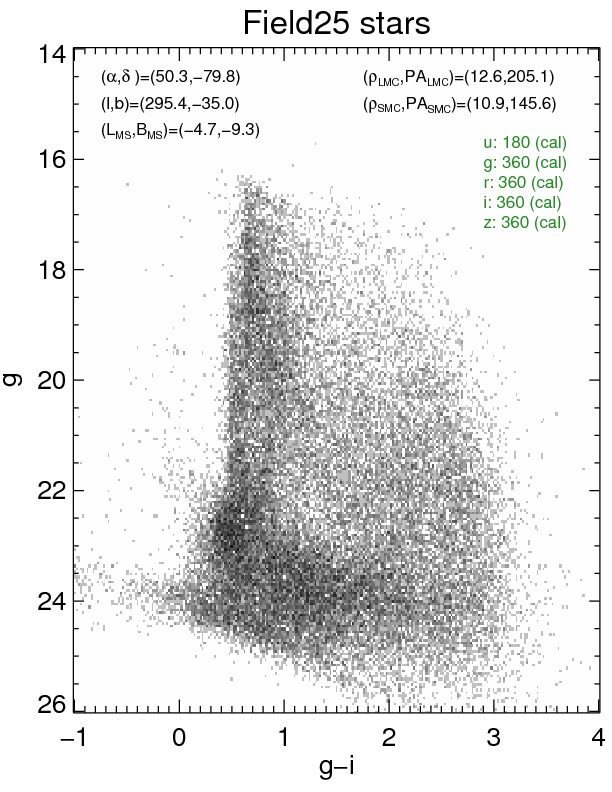 Field25 stars
(α,δ)=(50.3,−79.8)
(l,b)=(295.4,−35.0)
(LMS,BMS)=(−4.7,−9.3)
(ρLMC,PALMC)=(12.6,205.1)
(ρSMC,PASMC)=(10.9,145.6)
u: 180 (cal)
g: 360 (cal)
r: 360 (cal)
i: 360 (cal)
z: 360 (cal)
14
16
18
20
22
24
26
g
−1 0 1 2 3 4
g−i